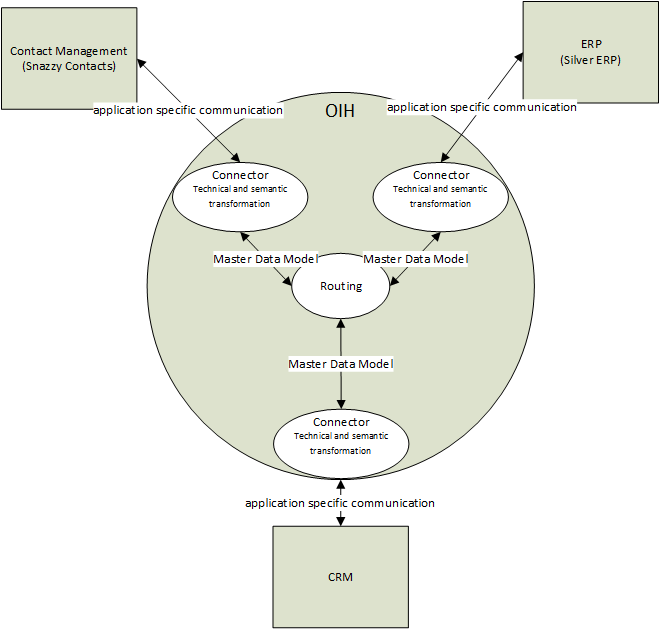 Contact Management
(Snazzy Contacts)
ERP
(Silver ERP)
application specific communication
application specific communication
OIH
Connector
Technical and semantic
transformation
Connector
Technical and semantic
transformation
Master Data Model
Master Data Model
Routing
Master Data Model
Connector
Technical and semantic
transformation
application specific communication
CRM